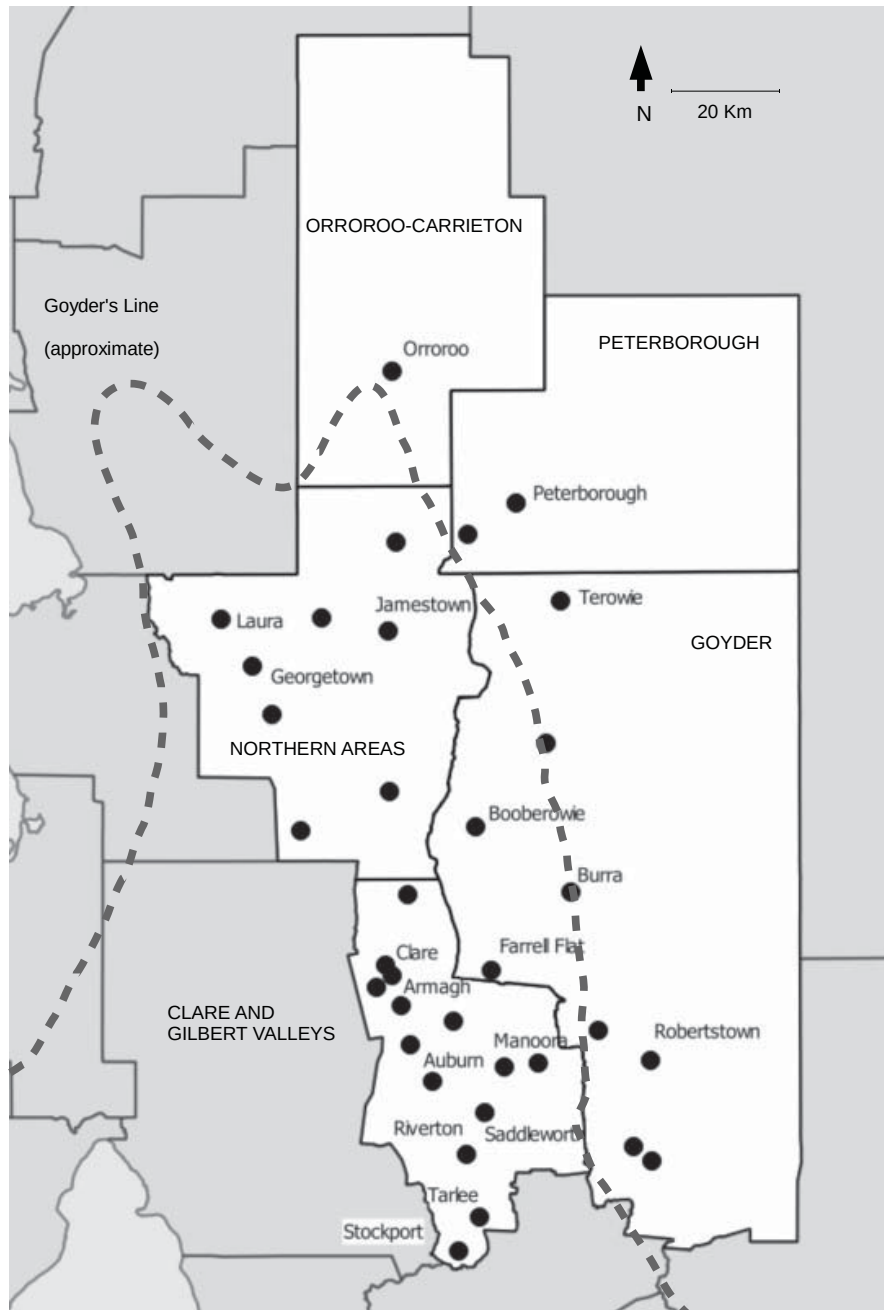 N
20 Km
ORROROO-CARRIETON
Goyder's Line
(approximate)
PETERBOROUGH
Orroroo
Peterborough
Terowie
Jamestown
Laura
GOYDER
Georgetown
NORTHERN AREAS
Booberowie
Burra
Farrell Flat
Clare
Armagh
CLARE AND
GILBERT VALLEYS
Robertstown
Manoora
Auburn
Riverton
Saddleworth
Tarlee
Stockport